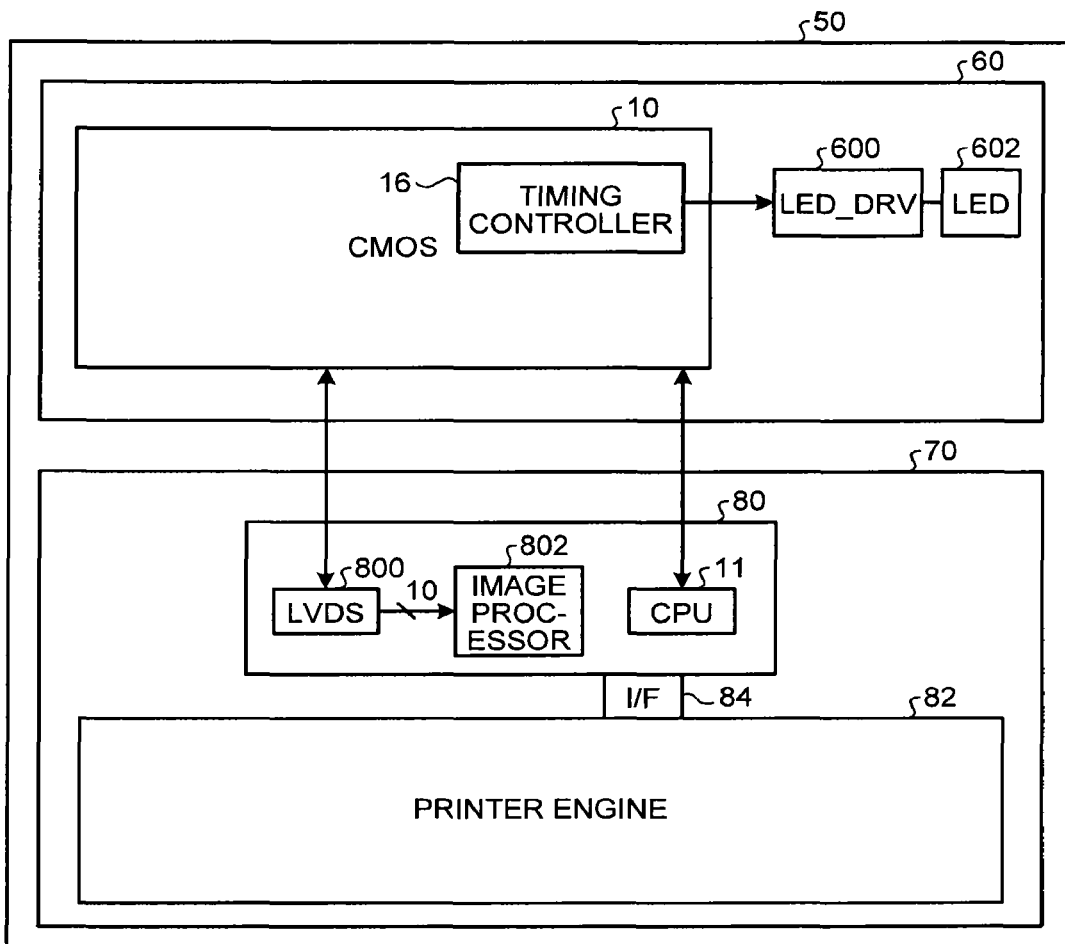 50
60
10
600
602
16
TIMING
CONTROLLER
LED_DRV
LED
CMOS
70
80
802
800
10
11
LVDS
IMAGE
PROC-
ESSOR
CPU
I/F
84
82
PRINTER ENGINE